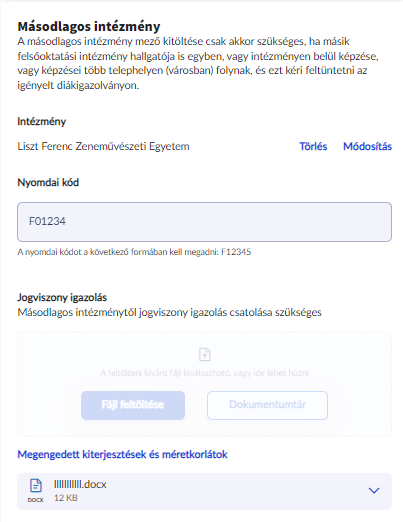 Másodlagos intézmény
A másodlagos intézmény mező kitöltése csak akkor szükséges, ha másik
felsőoktatási intézmény hallgatója is egyben, vagy intézményen belül képzése,
vagy képzései több telephelyen (városban) folynak, és ezt kéri feltüntetni az
igényelt diákigazolványon.
Intézmény
Liszt Ferenc Zeneművészeti Egyetem Törlés Módosítás
Nyomdai kód
F01234
A nyomdai kódot a következő formában kell megadni: F12345
Jogviszony igazolás
Másodlagos intézménytől jogviszony igazolás csatolása szükséges
A feltölteni kívánt fájl kiválasztható, vagy ide lehet húzni
Fájl feltöltése Dokumentumtár
Megengedett kiterjesztések és méretkorlátok
DOCX
12 KB